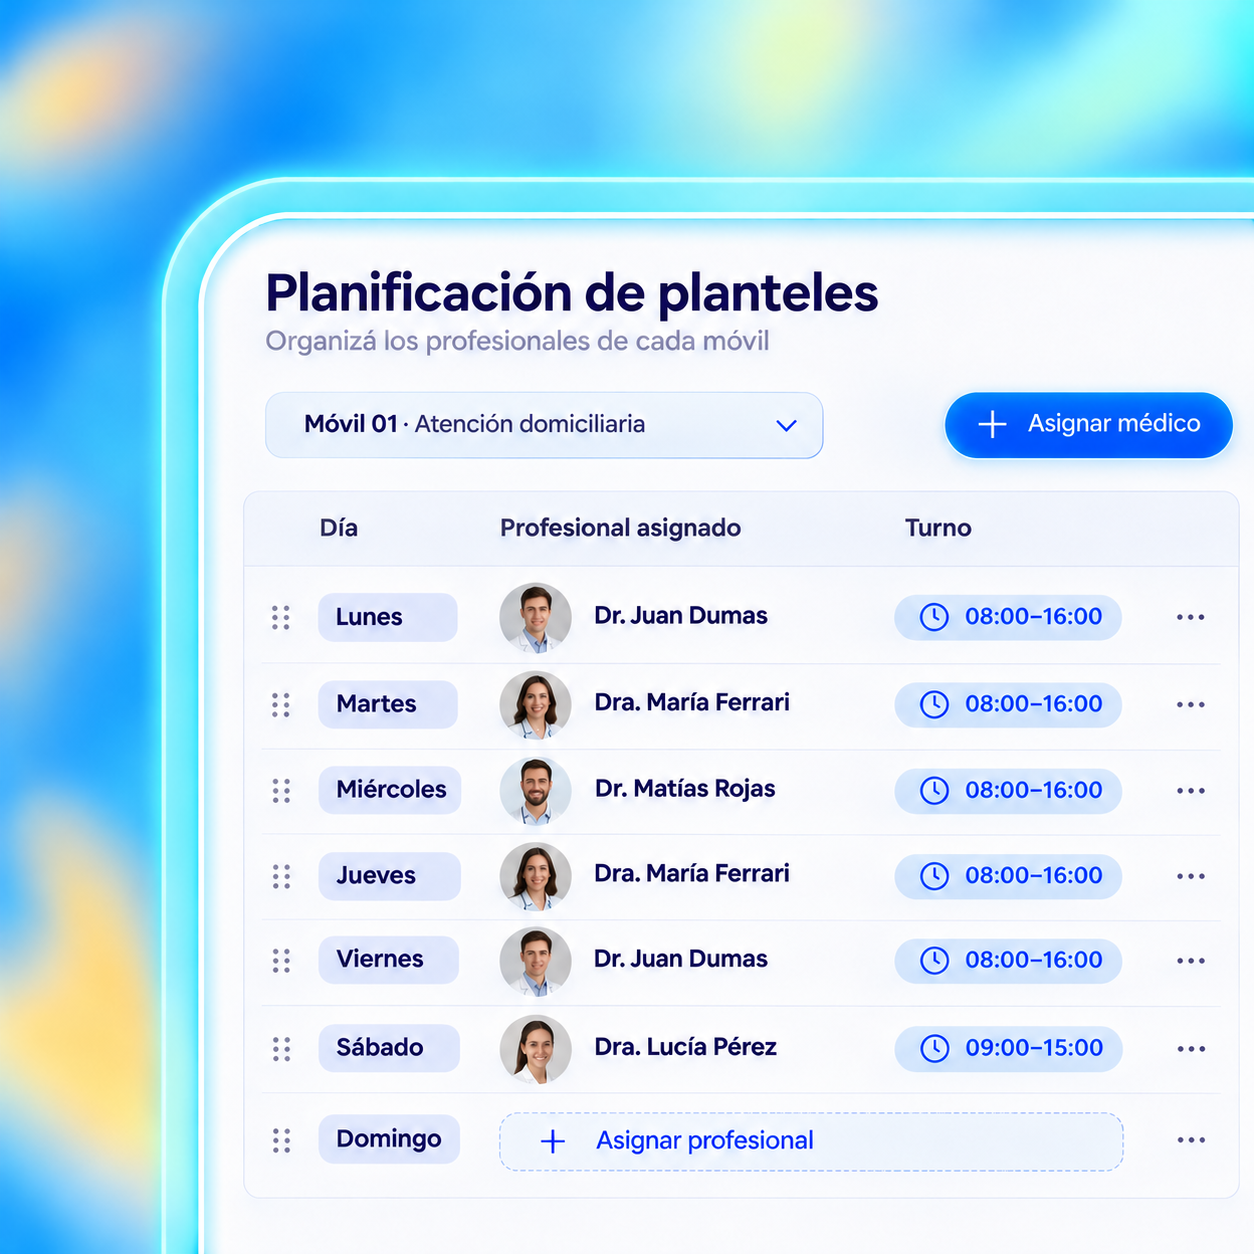 Planificación de planteles
Organizá los profesionales de cada móvil
Móvil 01 · Atención domiciliaria
Asignar médico
Día Profesional asignado Turno
Lunes Dr. Juan Dumas 08:00–16:00
Martes Dra. María Ferrari 08:00–16:00
Miércoles Dr. Matías Rojas 08:00–16:00
Jueves Dra. María Ferrari 08:00–16:00
Viernes Dr. Juan Dumas 08:00–16:00
Sábado Dra. Lucía Pérez 09:00–15:00
Domingo Asignar profesional